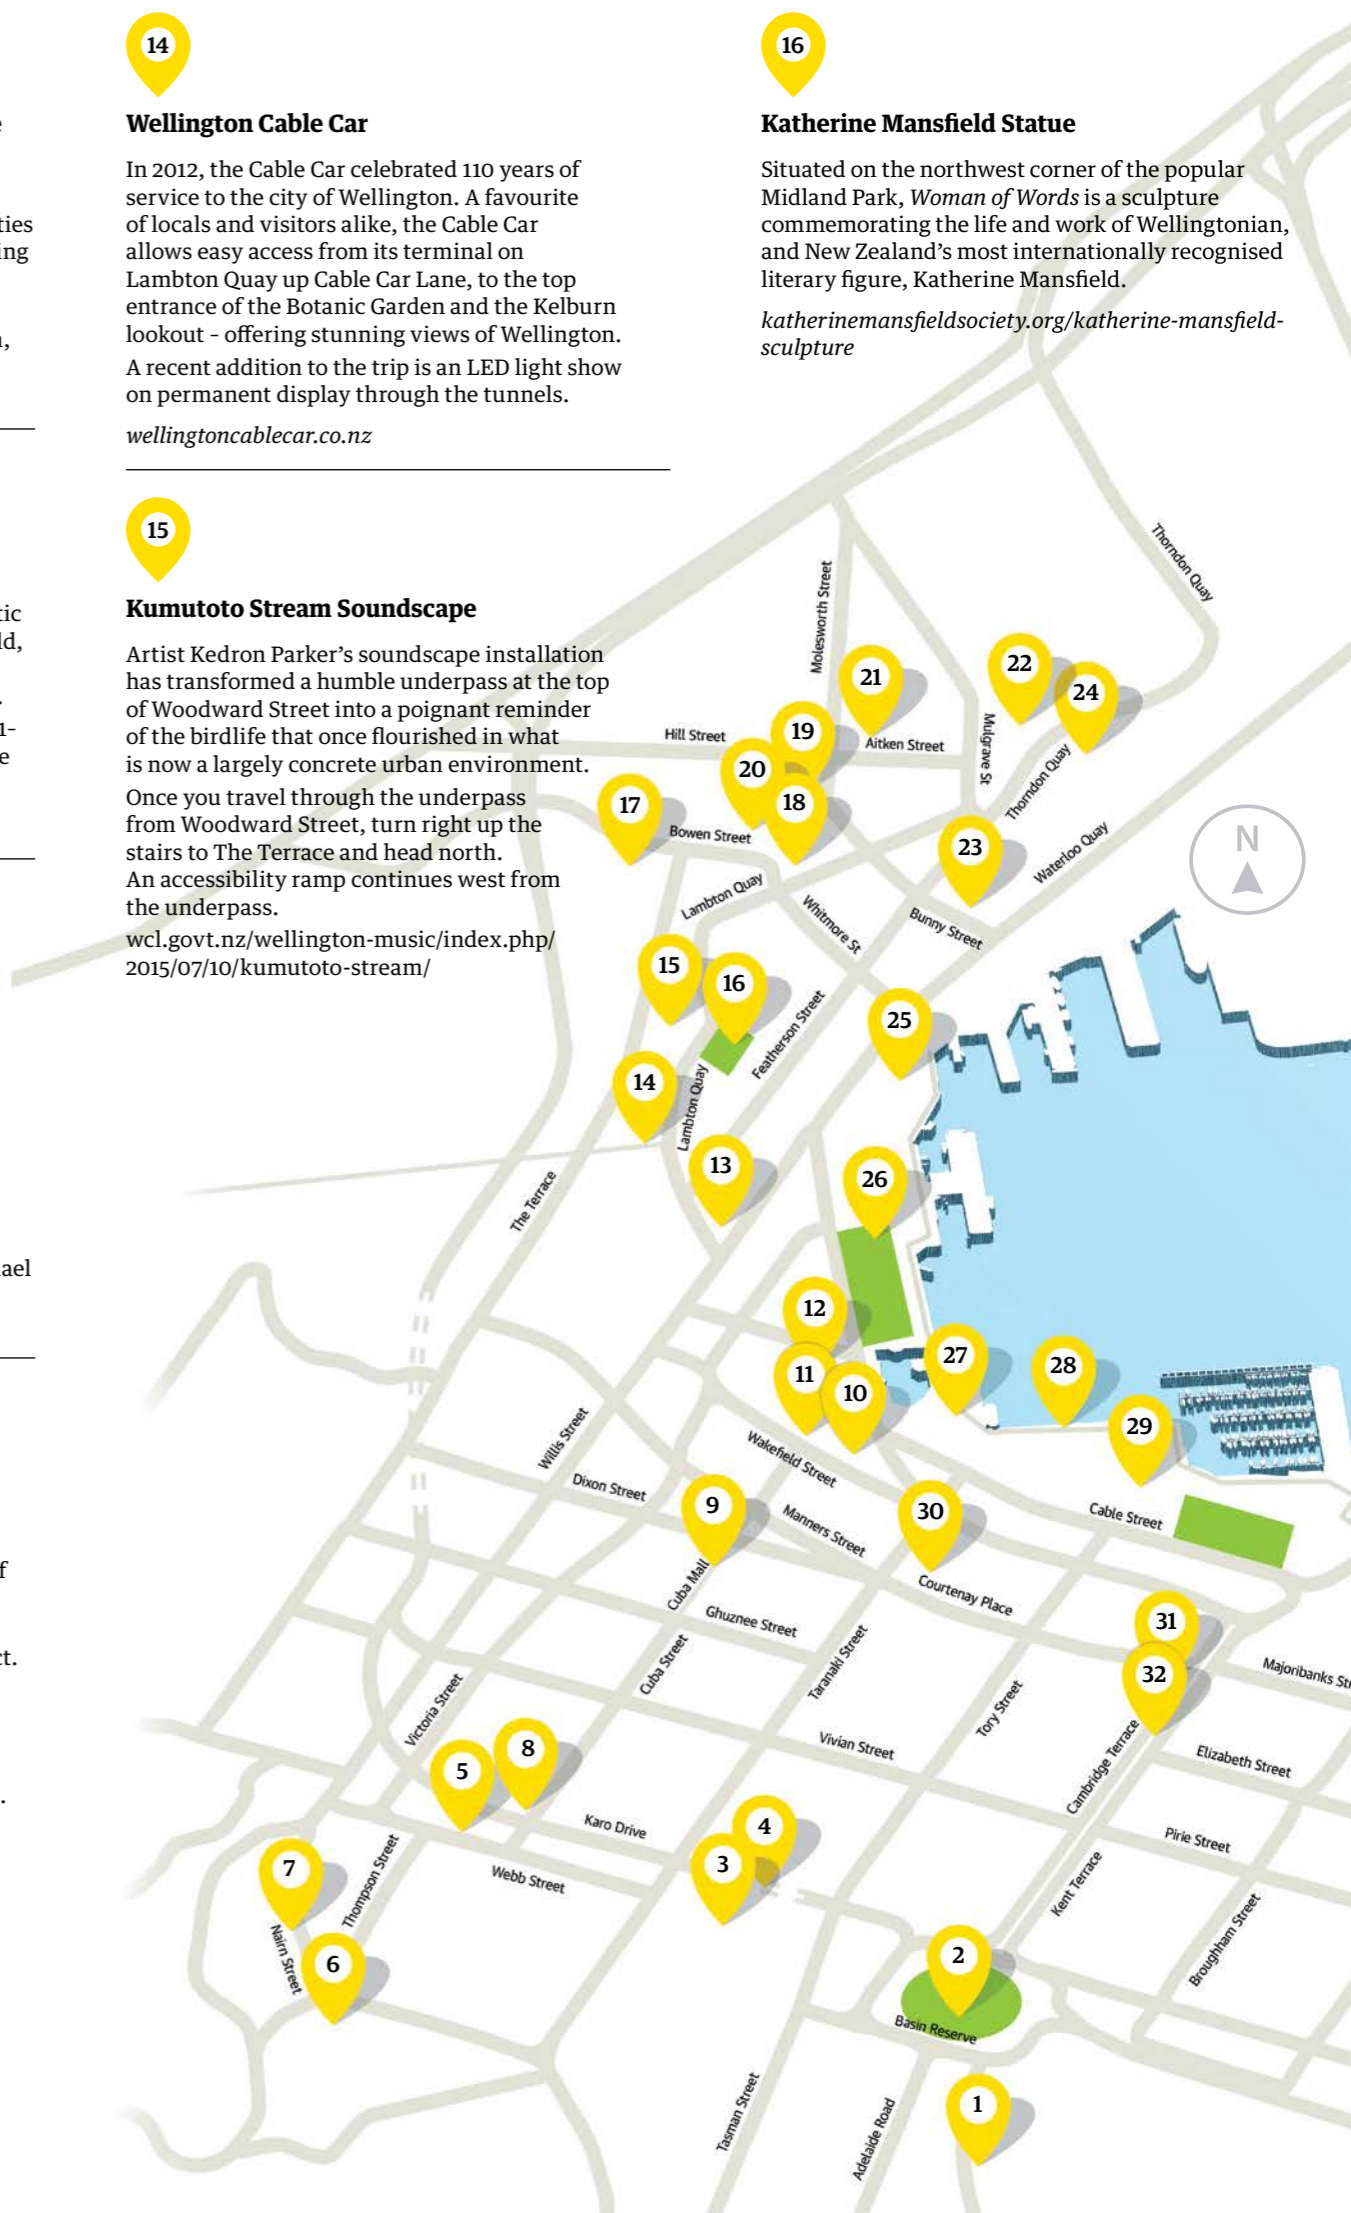 14
Wellington Cable Car
In 2012, the Cable Car celebrated 110 years of
service to the city of Wellington. A favourite
of locals and visitors alike, the Cable Car
allows easy access from its terminal on
Lambton Quay up Cable Car Lane, to the top
entrance of the Botanic Garden and the Kelburn
lookout - offering stunning views of Wellington.
A recent addition to the trip is an LED light show
on permanent display through the tunnels.
wellingtoncablecar.co.nz
15
Kumutoto Stream Soundscape
Artist Kedron Parker's soundscape installation
has transformed a humble underpass at the top
of Woodward Street into a poignant reminder
of the birdlife that once flourished in what
is now a largely concrete urban environment.
Once you travel through the underpass
from Woodward Street, turn right up the
stairs to The Terrace and head north.
An accessibility ramp continues west from
the underpass.
wcl.govt.nz/wellington-music/index.php/
2015/07/10/kumutoto-stream/
16
Katherine Mansfield Statue
Situated on the northwest corner of the popular
Midland Park, Woman of Words is a sculpture
commemorating the life and work of Wellingtonian,
and New Zealand's most internationally recognised
literary figure, Katherine Mansfield.
katherinemansfieldsociety.org/katherine-mansfield-
sculpture
Thorndon Quay
Molesworth Street
22
21
24
Mulgrave St
19
Hill Street
Aitken Street
20
Thorndon Quay
18
17
Bowen Street
23
Waterloo Quay
N
Lambton Quay
Whitmore St
Bunny Street
15
16
25
Featherson Street
14
Lambton Quay
13
26
The Terrace
12
27
28
11
10
29
Willis Street
Wakefield Street
Dixon Street
9
Manners Street
30
Cable Street
Cuba Mall
Courtenay Place
Ghuznee Street
31
Cuba Street
Taranaki Street
32
Majoribanks
Victoria Street
Tory Street
Vivian Street
8
5
Cambridge Terrace
Elizabeth Street
Karo Drive
4
Pirie Street
3
7
Thompson Street
Webb Street
Kent Terrace
Nairn Street
6
2
Broughham Street
Basin Reserve
1
Tasman Street
Adelaide Road